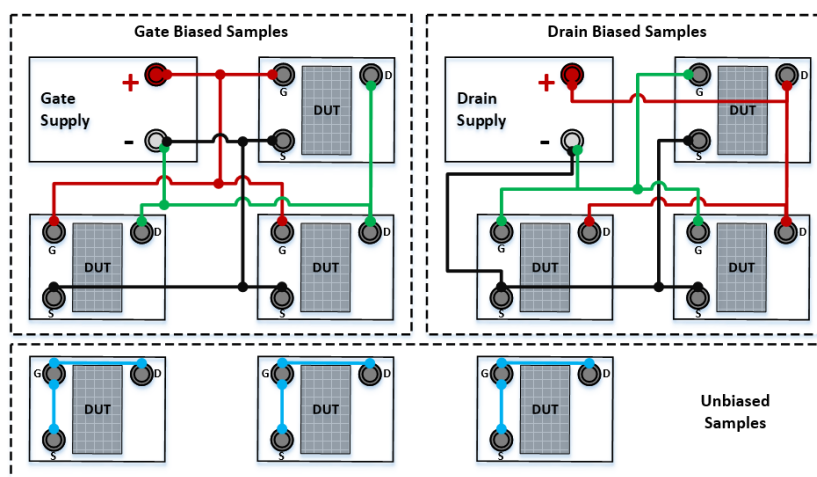 Gate Biased Samples
+
Gate
Supply
-
G
D
DUT
S
G
D
DUT
S
G
D
DUT
S
Drain Biased Samples
+
Drain
Supply
-
G
D
DUT
S
G
D
DUT
S
G
D
DUT
S
G
D
DUT
S
G
D
DUT
S
G
D
DUT
S
Unbiased
Samples